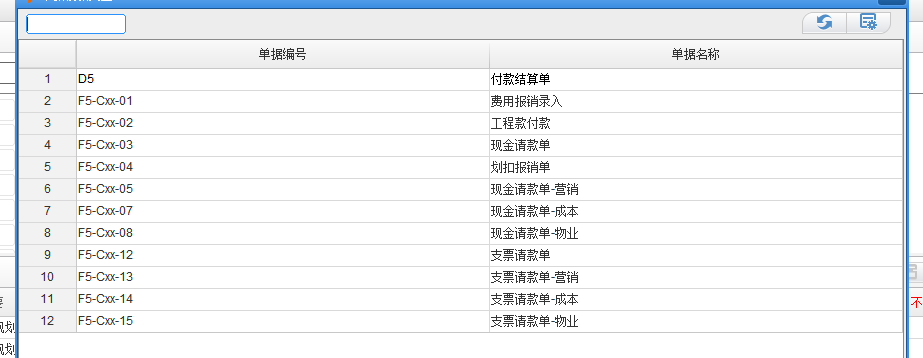 单据编号 单据名称
1 D5 付款结算单
2 F5-Cxx-01 费用报销录入
3 F5-Cxx-02 工程款付款
4 F5-Cxx-03 现金请款单
5 F5-Cxx-04 划扣报销单
6 F5-Cxx-05 现金请款单-营销
7 F5-Cxx-07 现金请款单-成本
8 F5-Cxx-08 现金请款单-物业
9 F5-Cxx-12 支票请款单
10 F5-Cxx-13 支票请款单-营销
11 F5-Cxx-14 支票请款单-成本
12 F5-Cxx-15 支票请款单-物业
不